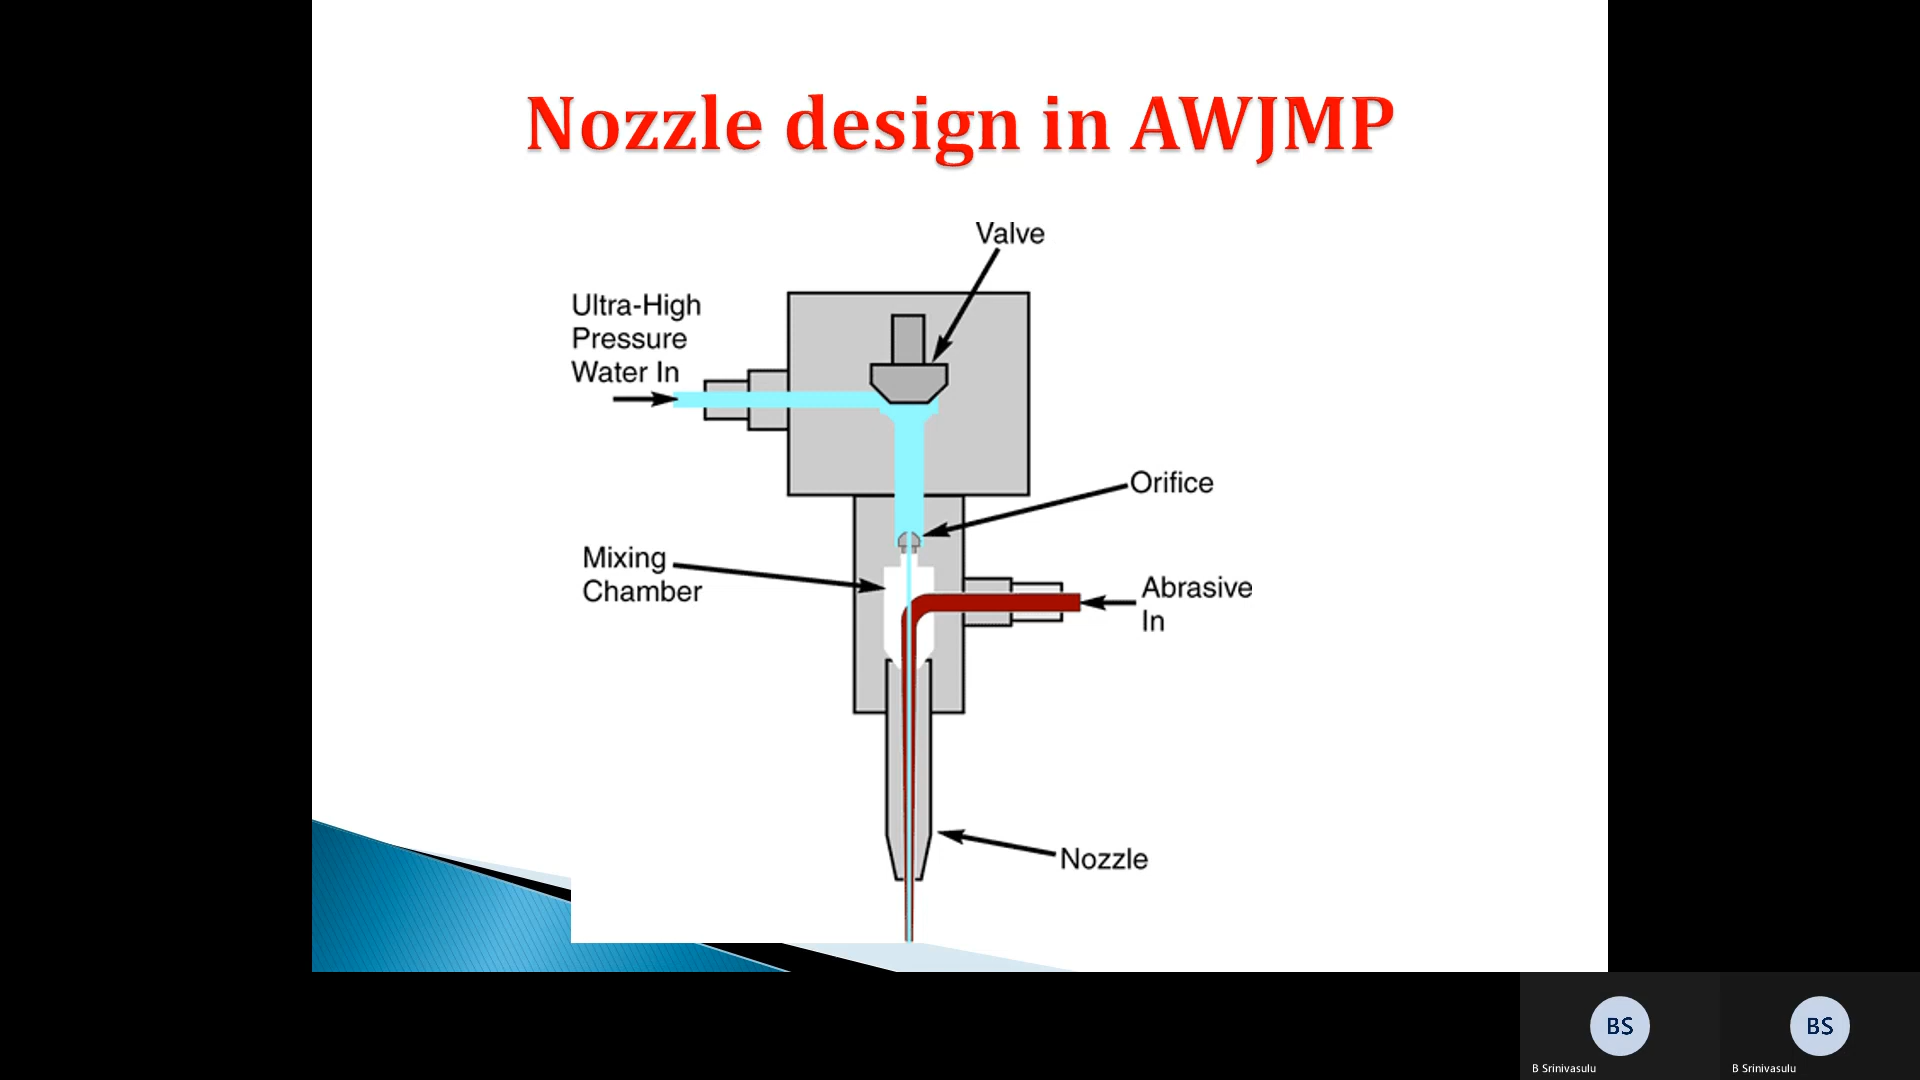 Nozzle design in AWJMP
Valve
Ultra-High
Pressure
Water In
Orifice
Mixing
Chamber
Abrasive
In
Nozzle
BS
B Srinivasulu
BS
B Srinivasulu